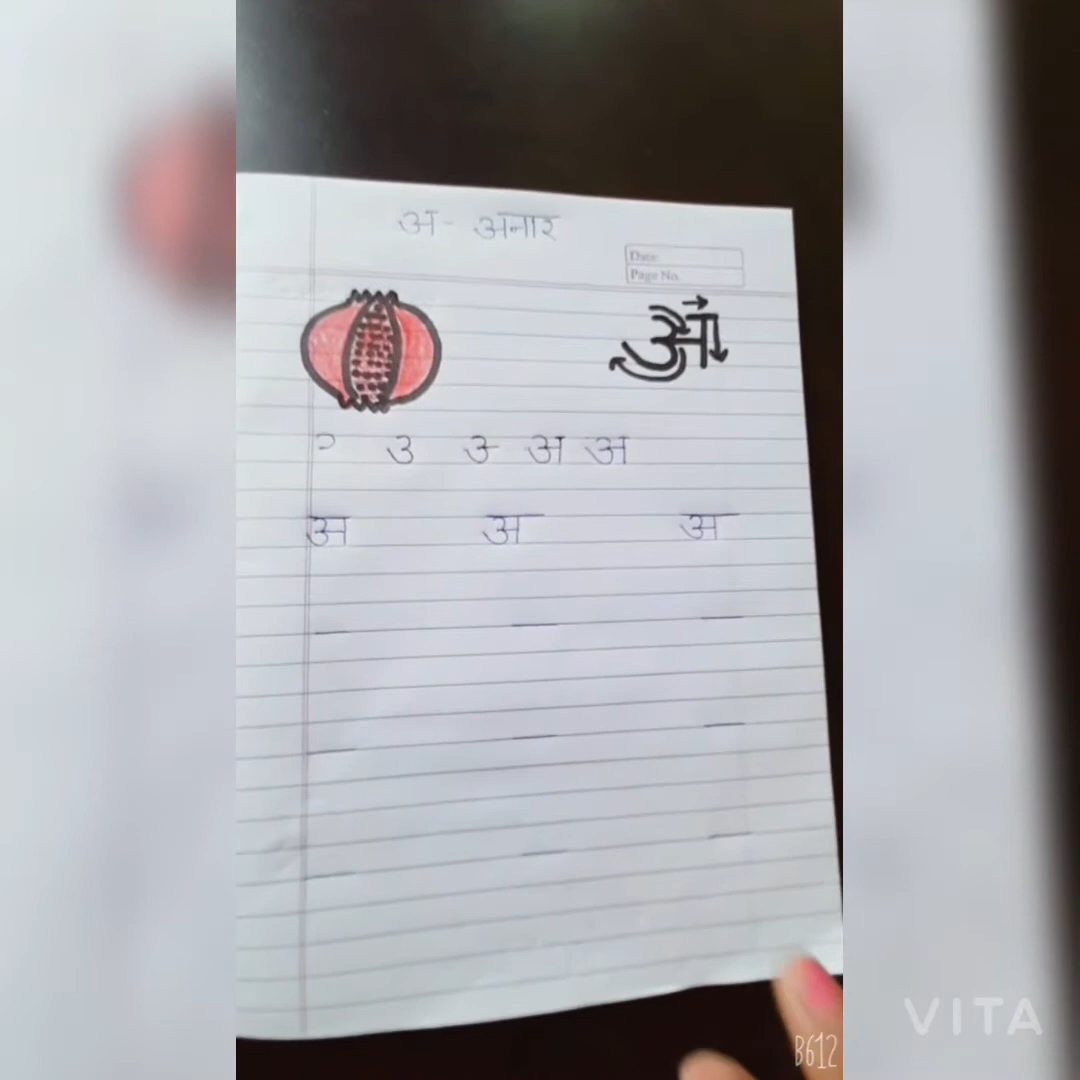 अ - अनार
Date:
Page No.
अ
उ उ अ अ
अ अ अ
VITA
B612